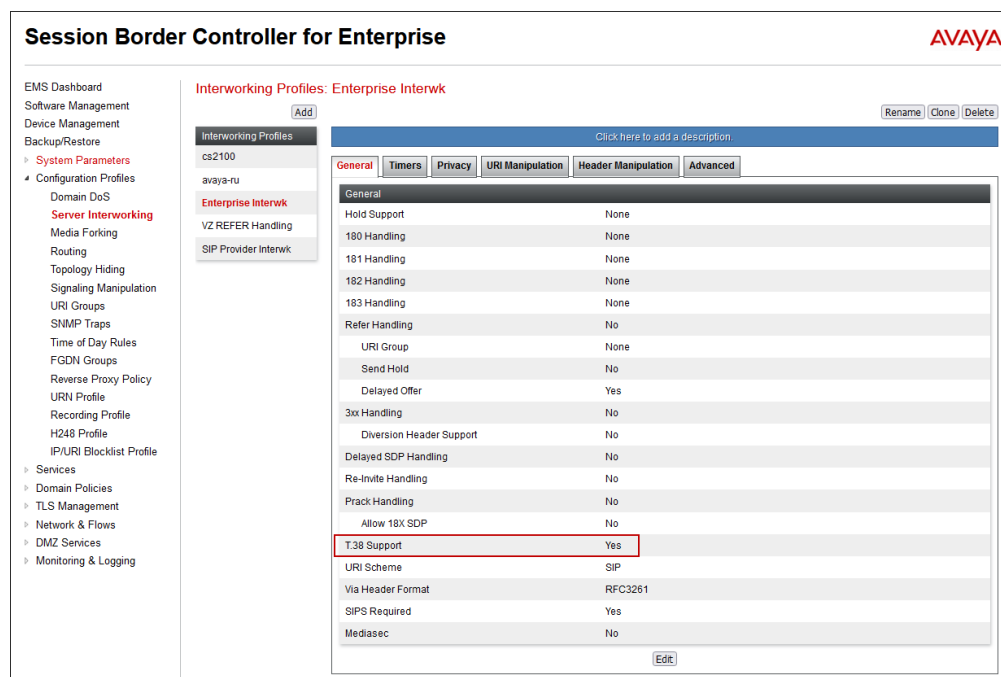 Session Border Controller for Enterprise
AVAYA
EMS Dashboard
Software Management
Device Management
Backup/Restore
System Parameters
Configuration Profiles
Domain DoS
Server Interworking
Media Forking
Routing
Topology Hiding
Signaling Manipulation
URI Groups
SNMP Traps
Time of Day Rules
FGDN Groups
Reverse Proxy Policy
URN Profile
Recording Profile
H248 Profile
IP/URI Blocklist Profile
Services
Domain Policies
TLS Management
Network & Flows
DMZ Services
Monitoring & Logging
Interworking Profiles: Enterprise Interwk
Add
Rename Clone Delete
Interworking Profiles
cs2100
avaya-ru
Enterprise Interwk
VZ REFER Handling
SIP Provider Interwk
Click here to add a description.
General Timers Privacy URI Manipulation Header Manipulation Advanced
General
Hold Support None
180 Handling None
181 Handling None
182 Handling None
183 Handling None
Refer Handling No
URI Group None
Send Hold No
Delayed Offer Yes
3xx Handling No
Diversion Header Support No
Delayed SDP Handling No
Re-Invite Handling No
Prack Handling No
Allow 18X SDP No
T.38 Support Yes
URI Scheme SIP
Via Header Format RFC3261
SIPS Required Yes
Mediasec No
Edit